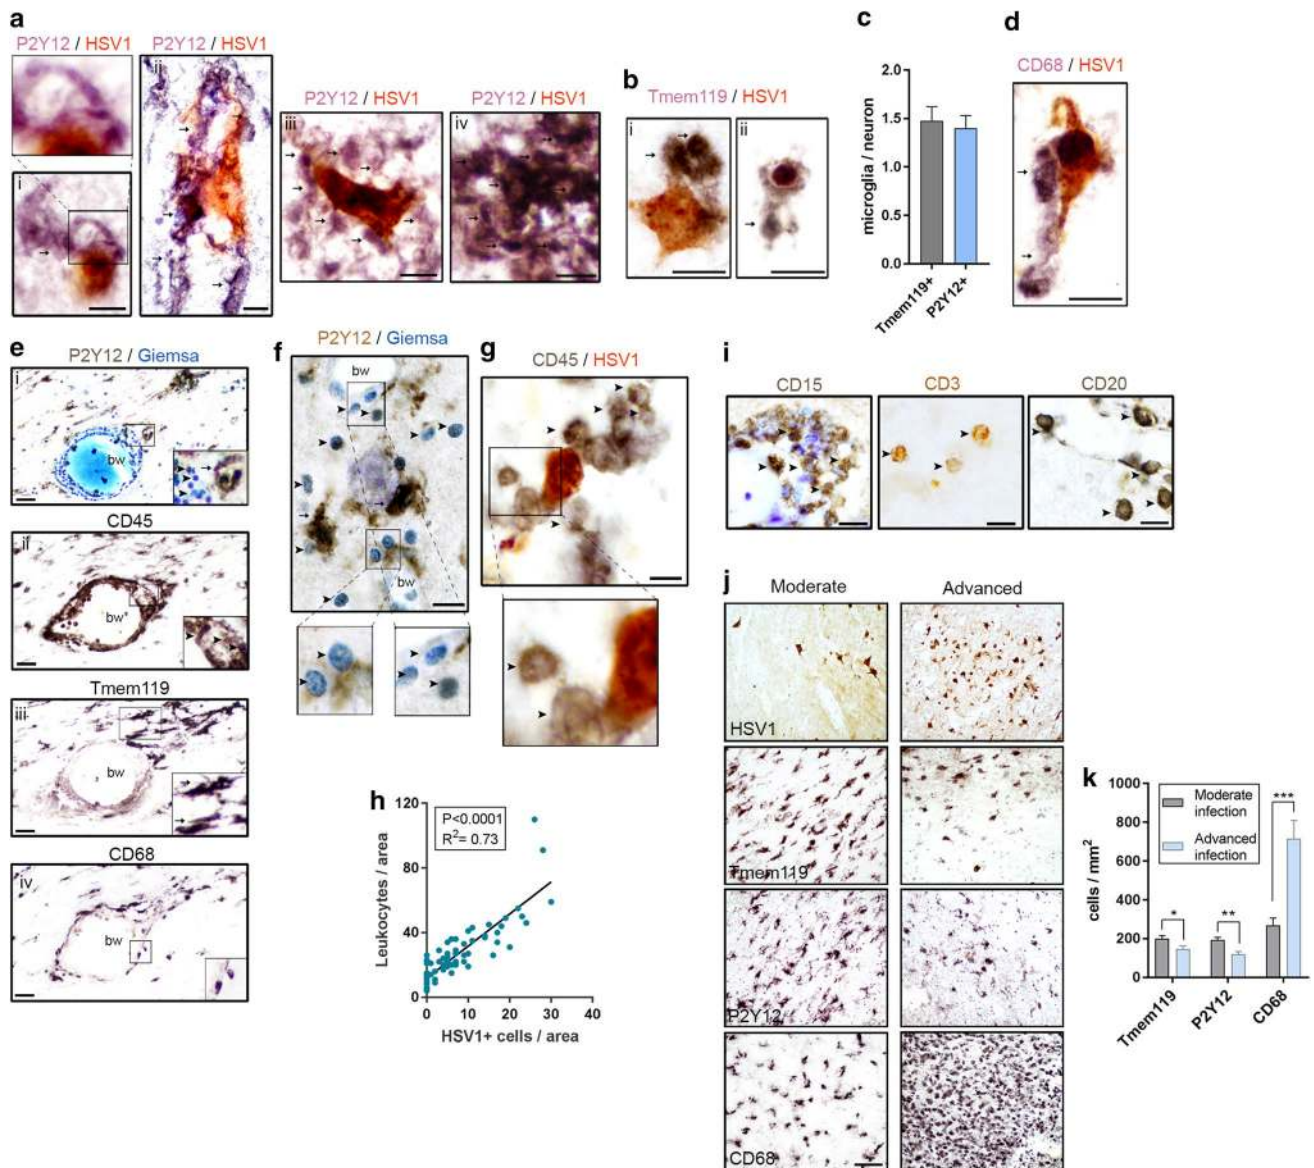 a
P2Y12 / HSV1
P2Y12 / HSV1
i
ii
P2Y12 / HSV1
P2Y12 / HSV1
iii
iv
b
Tmem119 / HSV1
i
ii
c
microglia / neuron
2.0
1.5
1.0
0.5
0.0
Tmem119+
P2Y12+
d
CD68 / HSV1
e
P2Y12 / Giemsa
i
bw
CD45
ii
bw*
Tmem119
iii
bw
CD68
iv
bw
f
P2Y12 / Giemsa
bw
bw
g
CD45 / HSV1
h
P<0.0001
R²= 0.73
Leukocytes / area
120
80
40
0
0
10
20
30
40
HSV1+ cells / area
i
CD15
CD3
CD20
j
Moderate
Advanced
HSV1
Tmem119
P2Y12
CD68
k
cells / mm²
1000
800
600
400
200
0
Moderate
infection
Advanced
infection
*
**
***
Tmem119
P2Y12
CD68